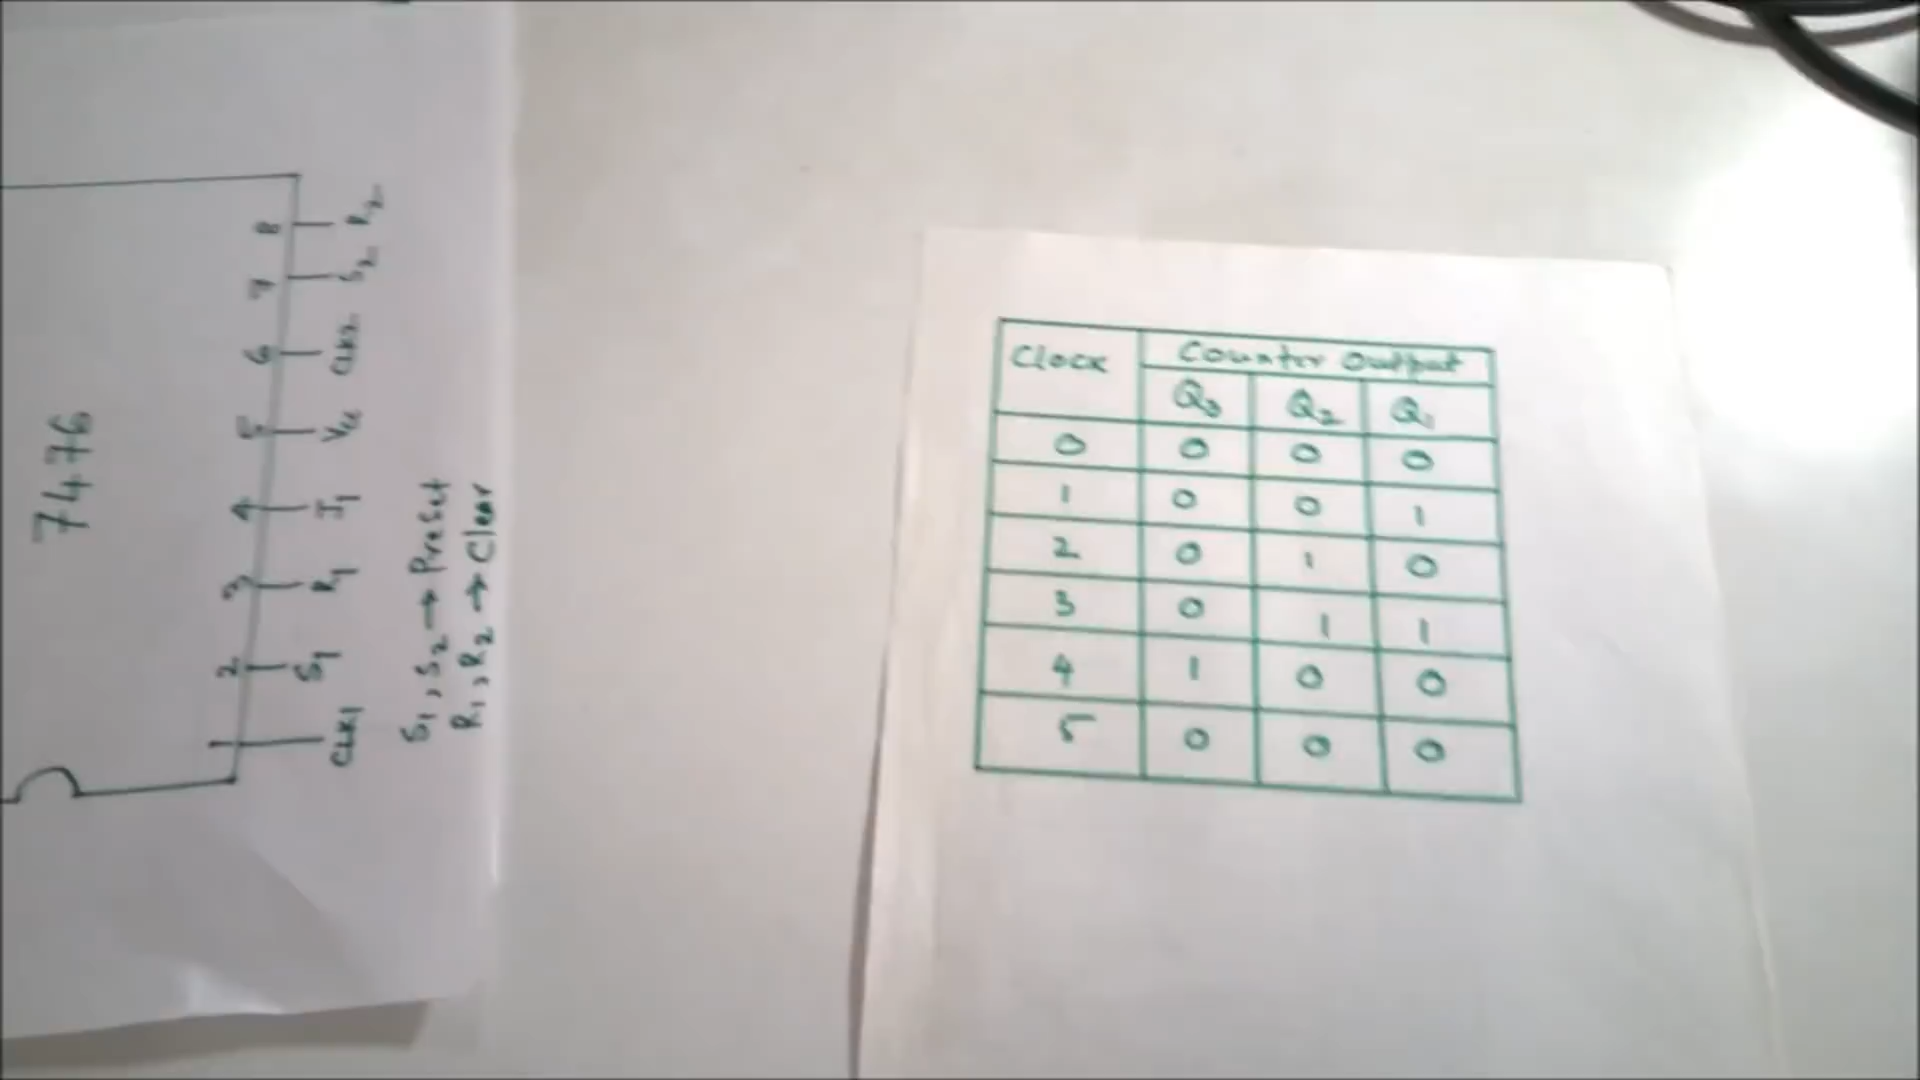 74476
1 2 3 4 5 6 7 8
CLK1 S1 R1 J1 Vcc CLK2 S2 R2
S1, S2 → Preset
R1, R2 → Clear
Clock Counter Output
Q3 Q2 Q1
0 0 0 0
1 0 0 1
2 0 1 0
3 0 1 1
4 1 0 0
5 0 0 0